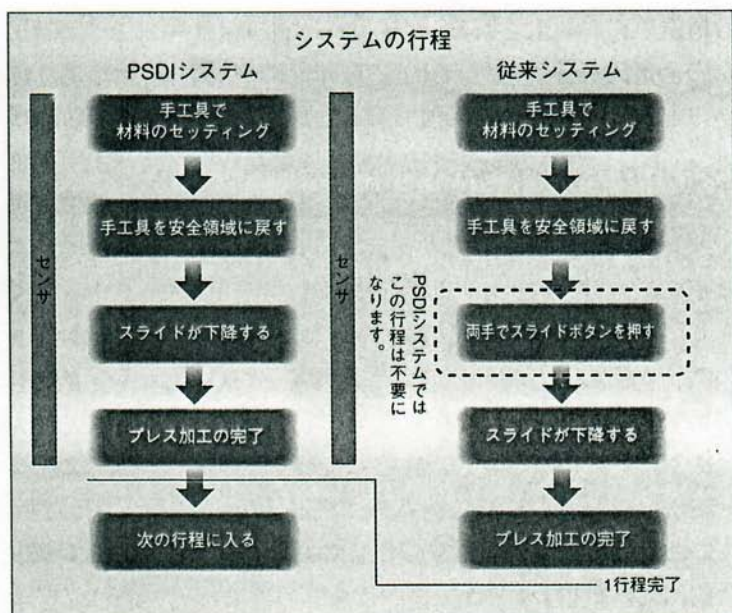 システムの行程
PSDIシステム
センサ
手工具で
材料のセッティング
手工具を安全領域に戻す
スライドが下降する
プレス加工の完了
次の行程に入る
センサ
従来システム
手工具で
材料のセッティング
手工具を安全領域に戻す
PSDIシステムでは
この行程は不要に
なります。
両手でスライドボタンを押す
スライドが下降する
プレス加工の完了
1行程完了